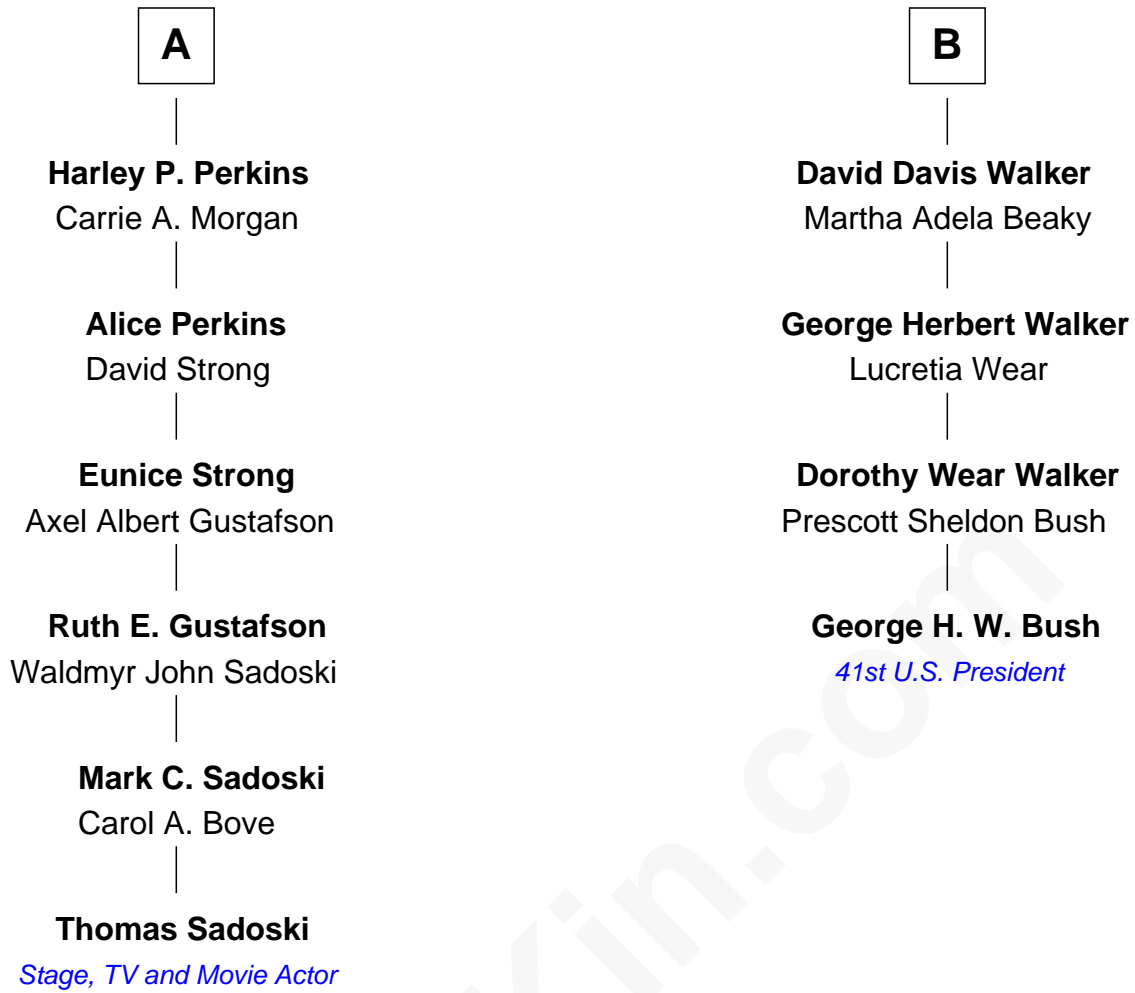 A
Harley P. Perkins
Carrie A. Morgan
Alice Perkins
David Strong
Eunice Strong
Axel Albert Gustafson
Ruth E. Gustafson
Waldmyr John Sadoski
Mark C. Sadoski
Carol A. Bove
Thomas Sadoski
Stage, TV and Movie Actor
B
David Davis Walker
Martha Adela Beaky
George Herbert Walker
Lucretia Wear
Dorothy Wear Walker
Prescott Sheldon Bush
George H. W. Bush
41st U.S. President